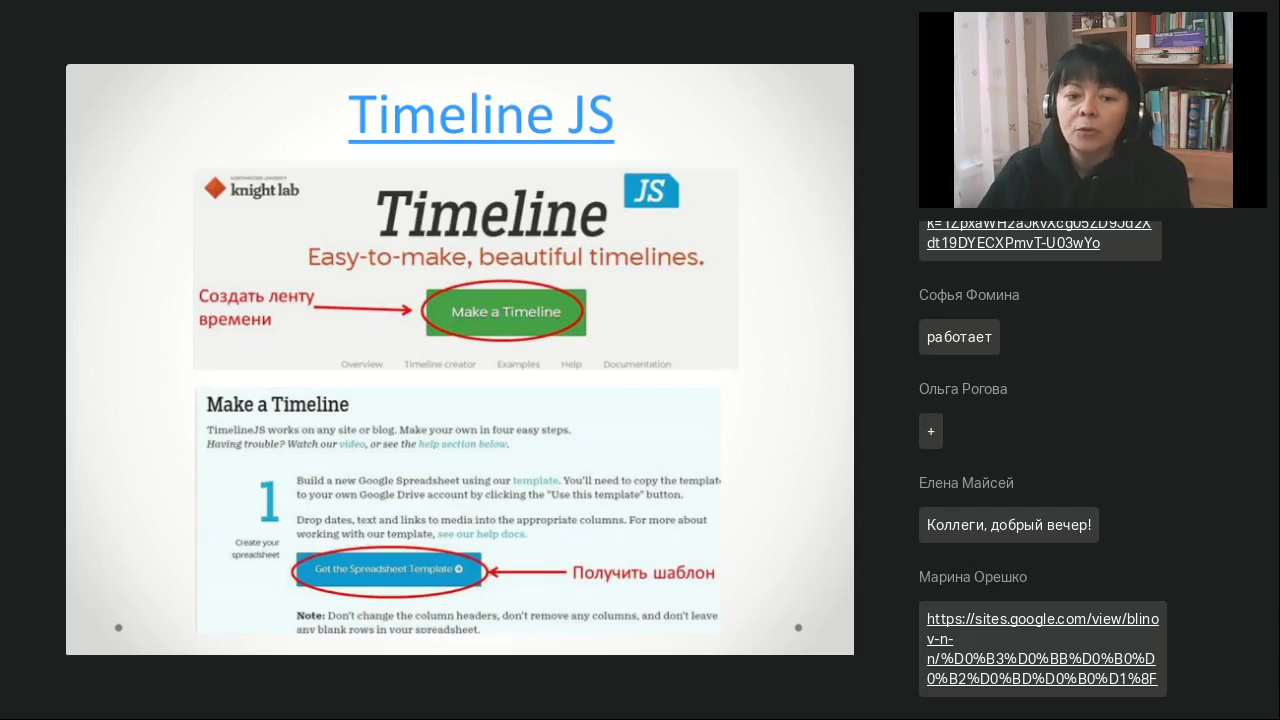 Timeline JS
NORTHWESTERN UNIVERSITY
knight lab
JS
Timeline
Easy-to-make, beautiful timelines.
Создать ленту
времени
Make a Timeline
Overview Timeline creator Examples Help Documentation
Make a Timeline
TimelineJS works on any site or blog. Make your own in four easy steps.
Having trouble? Watch our video, or see the help section below.
1
Create your
spreadsheet
Build a new Google Spreadsheet using our template. You'll need to copy the template
to your own Google Drive account by clicking the "Use this template" button.
Drop dates, text and links to media into the appropriate columns. For more about
working with our template, see our help docs.
Get the Spreadsheet Template
Получить шаблон
Note: Don't change the column headers, don't remove any columns, and don't leave
any blank rows in your spreadsheet.
k=1ZpxaWH2aJkvXcg05ZD9Jd2X
dt19DYECXPmvT-U03wYo
Софья Фомина
работает
Ольга Рогова
+
Елена Майсей
Коллеги, добрый вечер!
Марина Орешко
https://sites.google.com/view/blino
v-n-
n/%D0%B3%D0%BB%D0%B0%D
0%B2%D0%BD%D0%B0%D1%8F